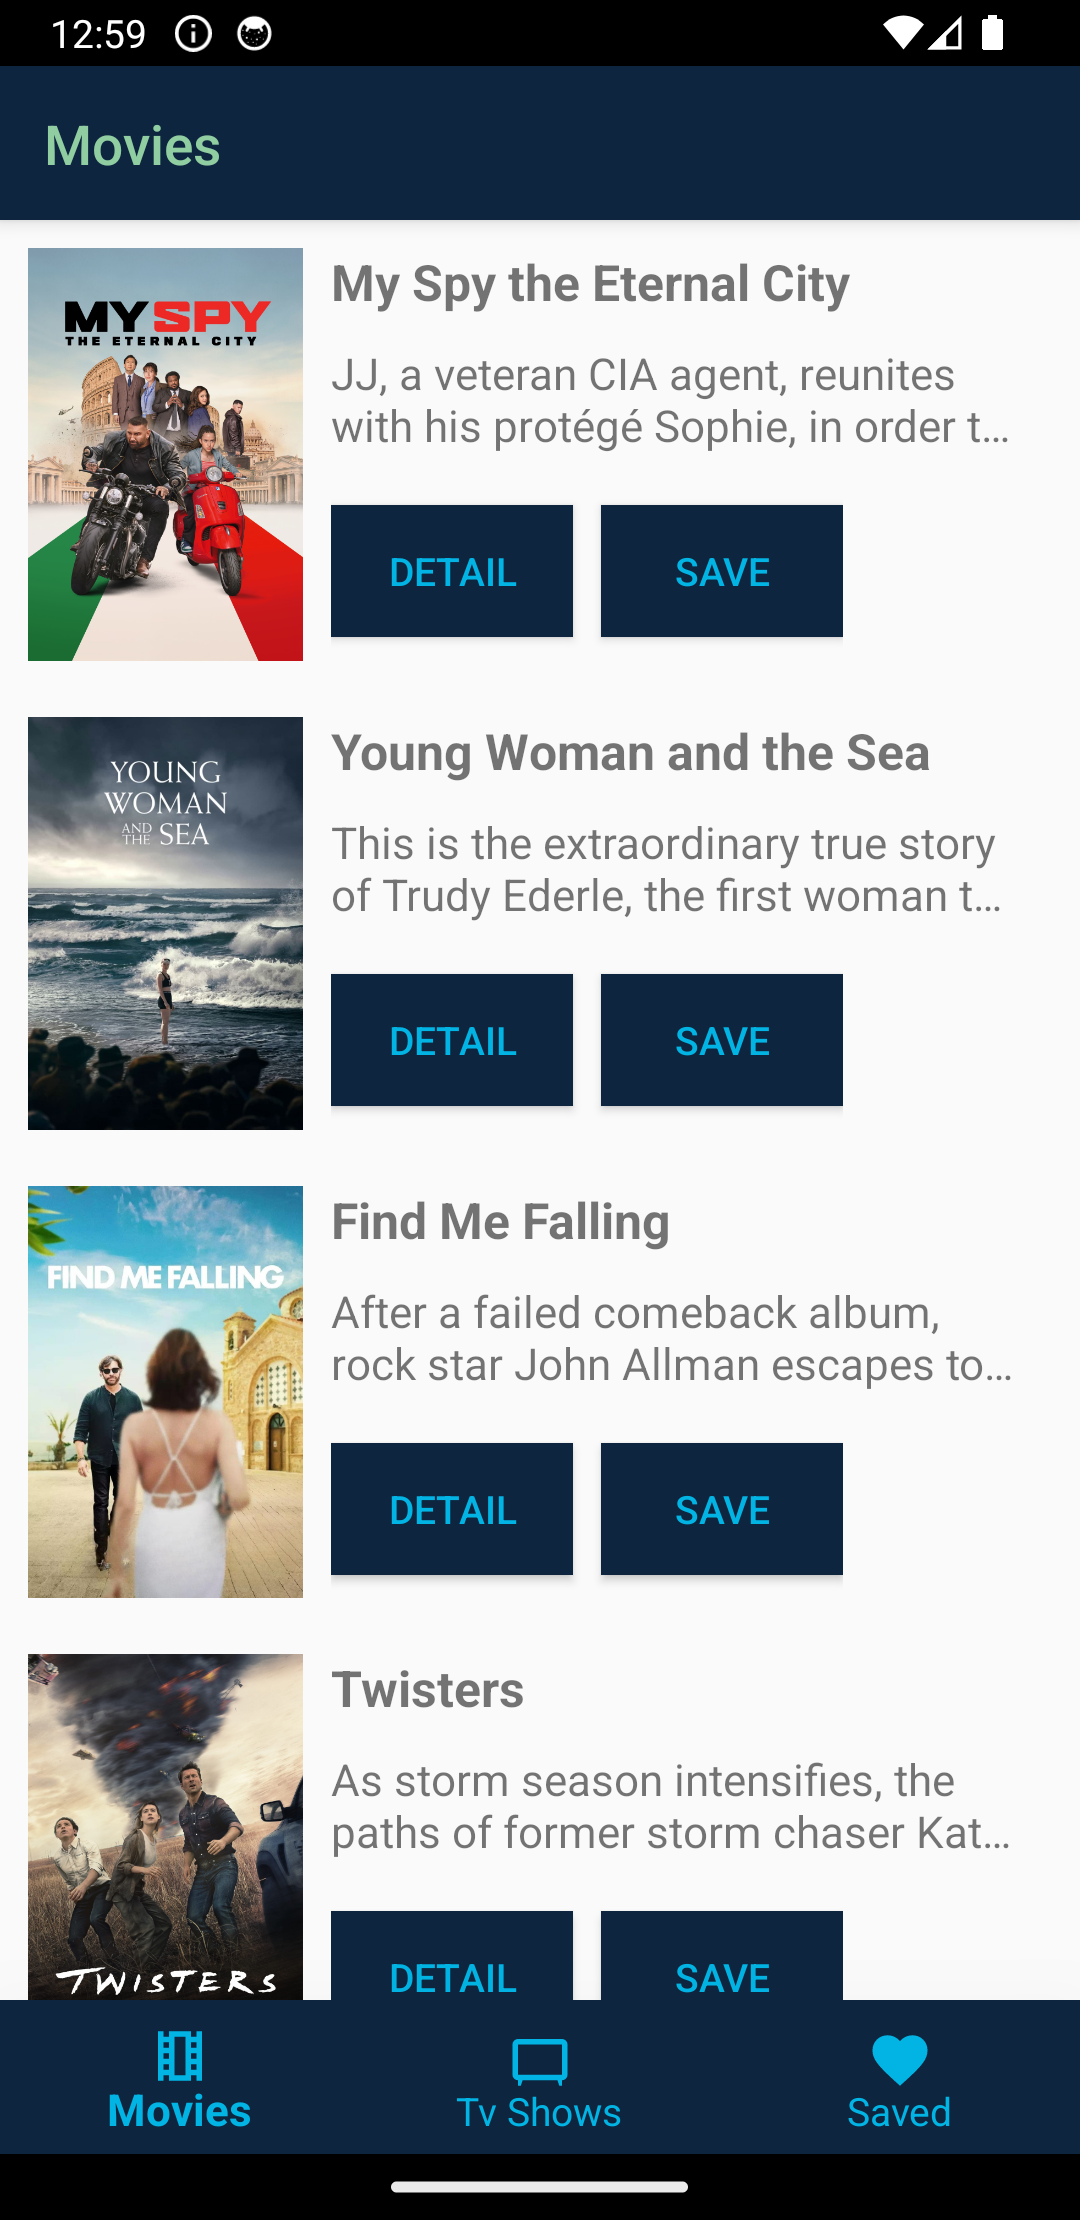 12:59
Movies
MY SPY
THE ETERNAL CITY
My Spy the Eternal City
JJ, a veteran CIA agent, reunites
with his protégé Sophie, in order t…
DETAIL
SAVE
YOUNG
WOMAN
AND THE SEA
Young Woman and the Sea
This is the extraordinary true story
of Trudy Ederle, the first woman t…
DETAIL
SAVE
FIND ME FALLING
Find Me Falling
After a failed comeback album,
rock star John Allman escapes to…
DETAIL
SAVE
TWISTERS
Twisters
As storm season intensifies, the
paths of former storm chaser Kat…
DETAIL
SAVE
Movies
Tv Shows
Saved